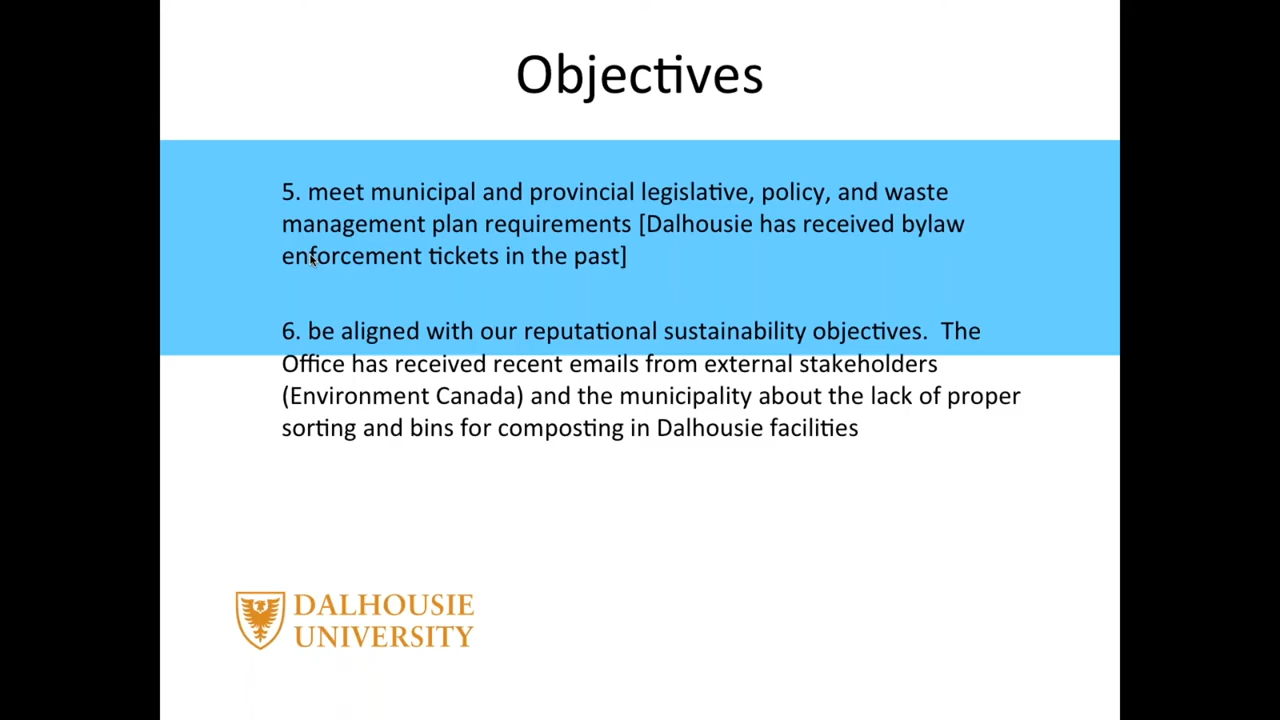 Objectives
5. meet municipal and provincial legislative, policy, and waste
management plan requirements [Dalhousie has received bylaw
enforcement tickets in the past]
6. be aligned with our reputational sustainability objectives.  The
Office has received recent emails from external stakeholders
(Environment Canada) and the municipality about the lack of proper
sorting and bins for composting in Dalhousie facilities
DALHOUSIE
UNIVERSITY